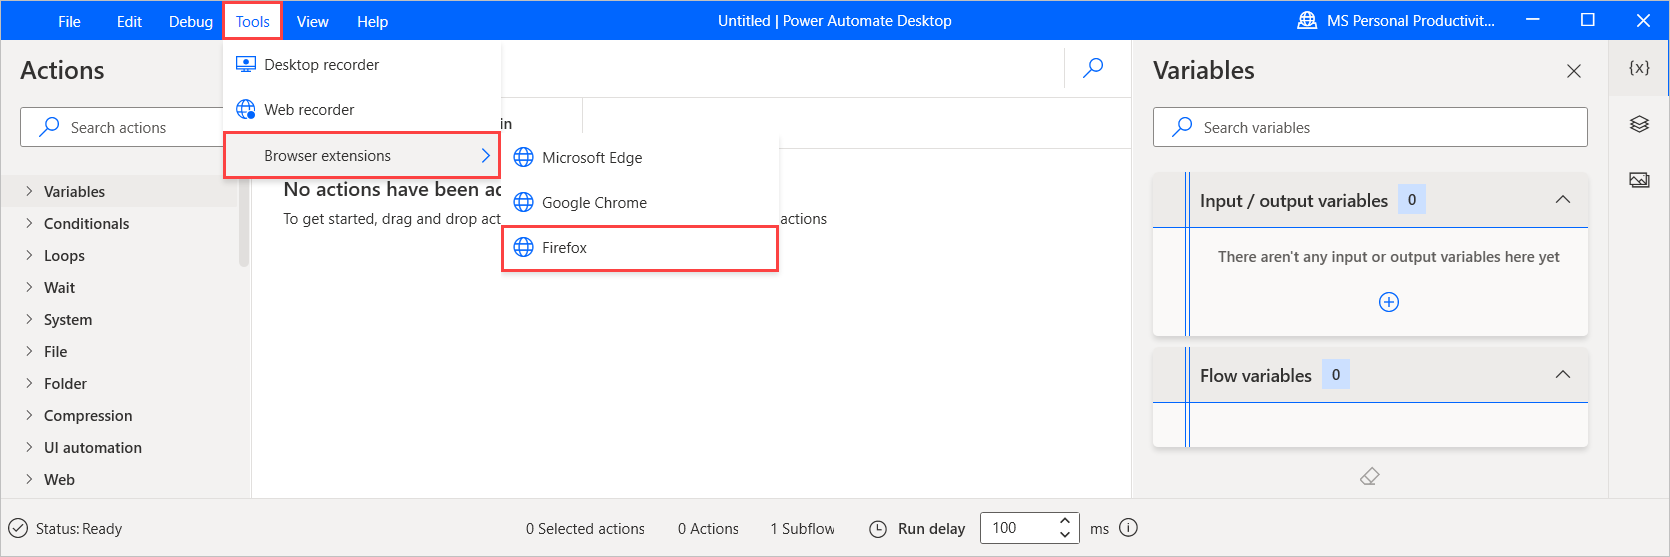 File Edit Debug Tools View Help Untitled | Power Automate Desktop MS Personal Productivit...
Actions
Search actions
Variables
Conditionals
Loops
Wait
System
File
Folder
Compression
UI automation
Web
Desktop recorder
Web recorder
Browser extensions
Microsoft Edge
Google Chrome
Firefox
in
No actions have been ad
To get started, drag and drop act actions
Variables
{x}
Search variables
Input / output variables 0
There aren't any input or output variables here yet
Flow variables 0
Status: Ready 0 Selected actions 0 Actions 1 Subflow Run delay 100 ms